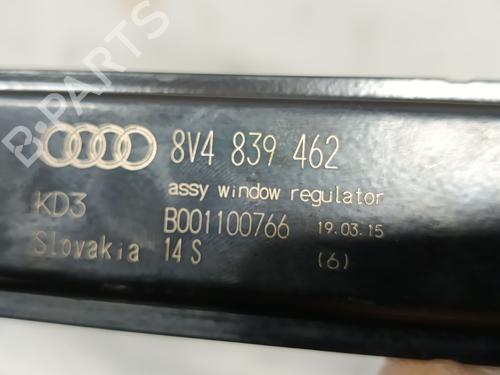 B-PARTS
8V4 839 462
assy window regulator
KD3 B001100766 19.03.15
Slovakia 14 S (6)